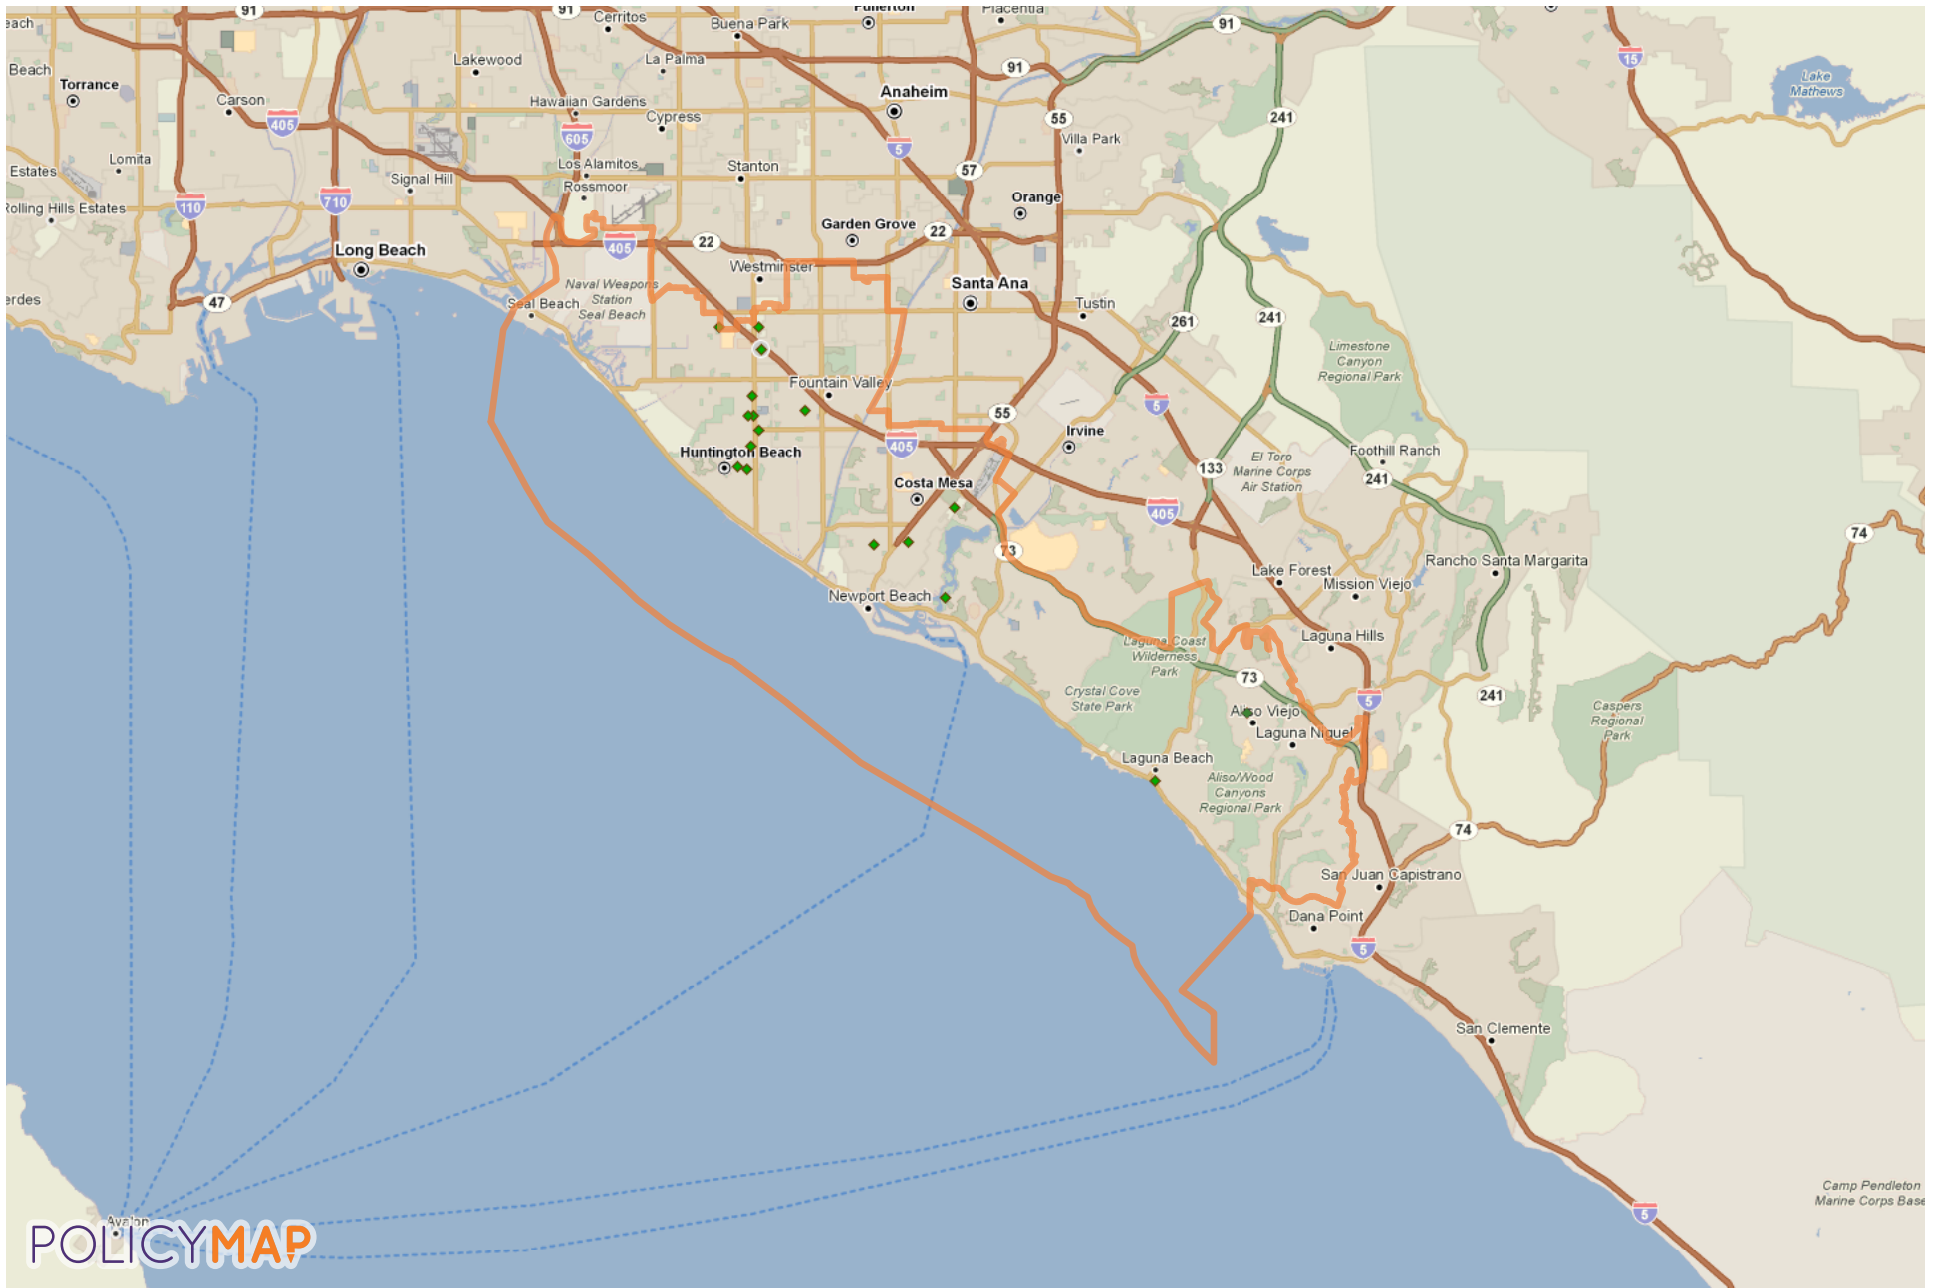 91
91
Cerritos
Buena Park
Fullerton
Placentia
91
each
Beach
Torrance
Carson
405
Lakewood
La Palma
91
15
Lake
Mathews
Hawaiian Gardens
Cypress
605
Anaheim
5
55
241
Villa Park
Estates
Lomita
Signal Hill
Los Alamitos
Rossmoor
Stanton
57
Rolling Hills Estates
110
710
Orange
Garden Grove
22
22
405
Long Beach
Westminster
Santa Ana
Naval Weapons
Station
Seal Beach
Seal Beach
erdes
47
Tustin
261
241
Limestone
Canyon
Regional Park
Fountain Valley
5
55
Irvine
405
Huntington Beach
Costa Mesa
133
El Toro
Marine Corps
Air Station
Foothill Ranch
241
405
73
74
Rancho Santa Margarita
Lake Forest
Mission Viejo
Newport Beach
Laguna Hills
Laguna Coast
Wilderness
Park
73
Crystal Cove
State Park
5
241
Caspers
Regional
Park
Aliso Viejo
Laguna Niguel
Laguna Beach
Aliso/Wood
Canyons
Regional Park
74
San Juan Capistrano
Dana Point
5
San Clemente
Camp Pendleton
Marine Corps Base
5
Avalon
POLICYMAP